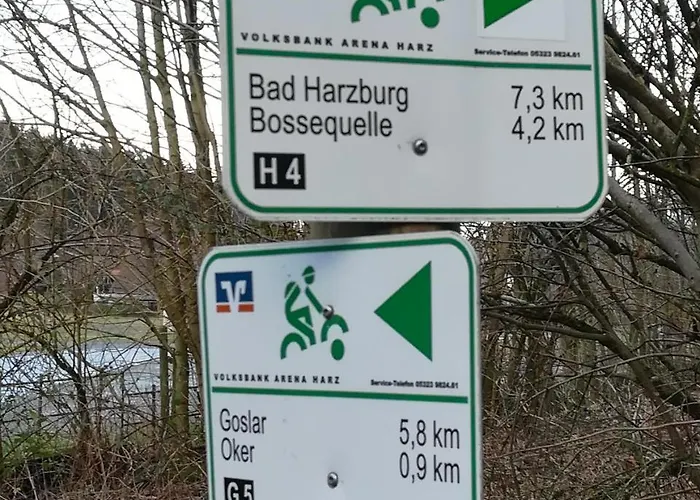 VOLKSBANK ARENA HARZ
Service-Telefon 05323 9824.61
Bad Harzburg 7,3 km
Bossequelle 4,2 km
H 4
VOLKSBANK ARENA HARZ
Service-Telefon 05323 9824.61
Goslar 5,8 km
Oker 0,9 km
G 5